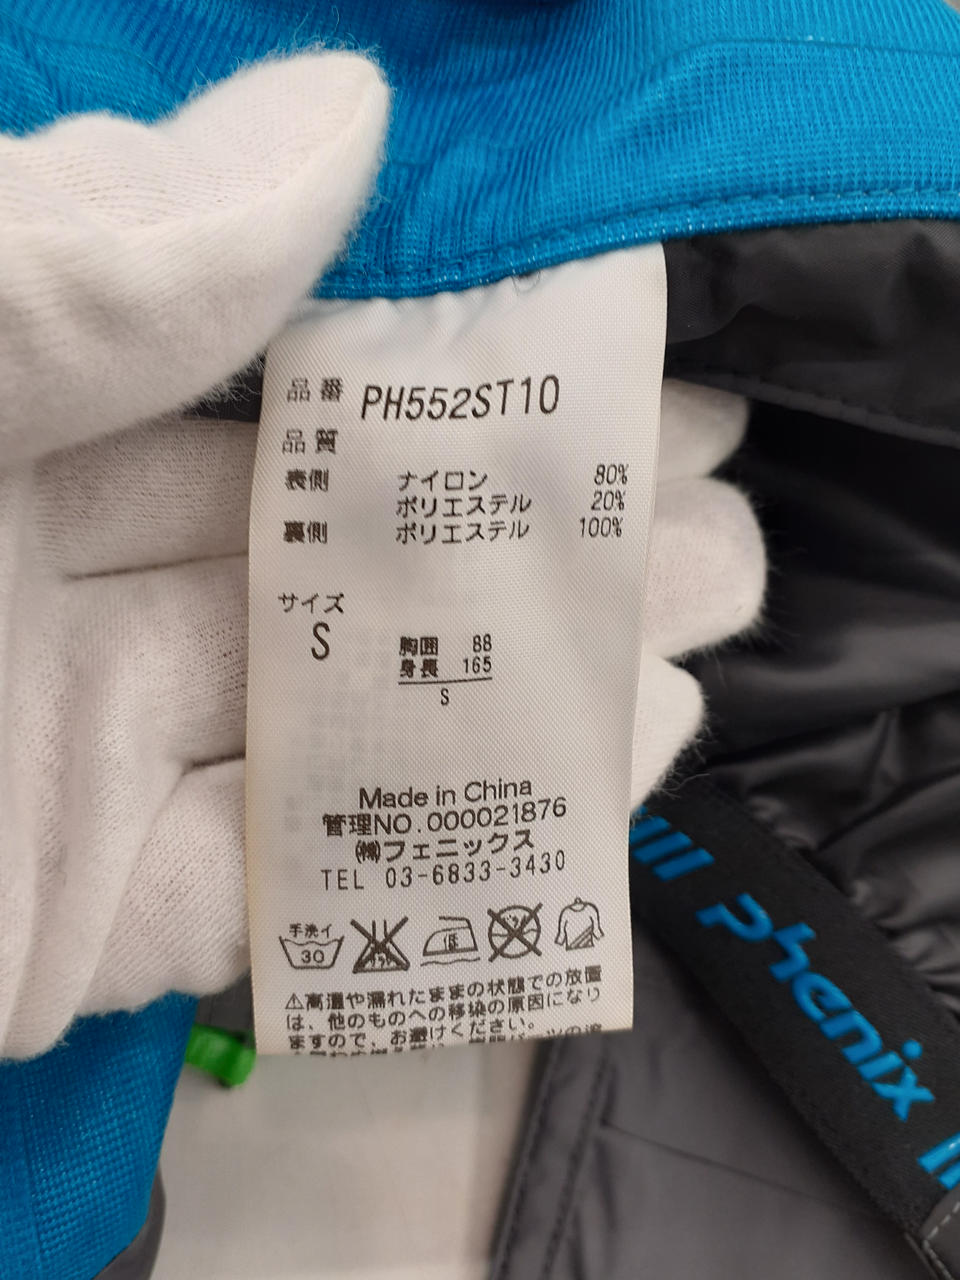 品番 PH552ST10
品質
表側 ナイロン 80%
ポリエステル 20%
裏側 ポリエステル 100%
サイズ
S
胸囲 88
身長 165
S
Made in China
管理NO.000021876
㈱フェニックス
TEL 03-6833-3430
手洗イ
30
低
⚠高温や濡れたままの状態での放置
は、他のものへの移染の原因になり
ますので、お避けください。
phenix